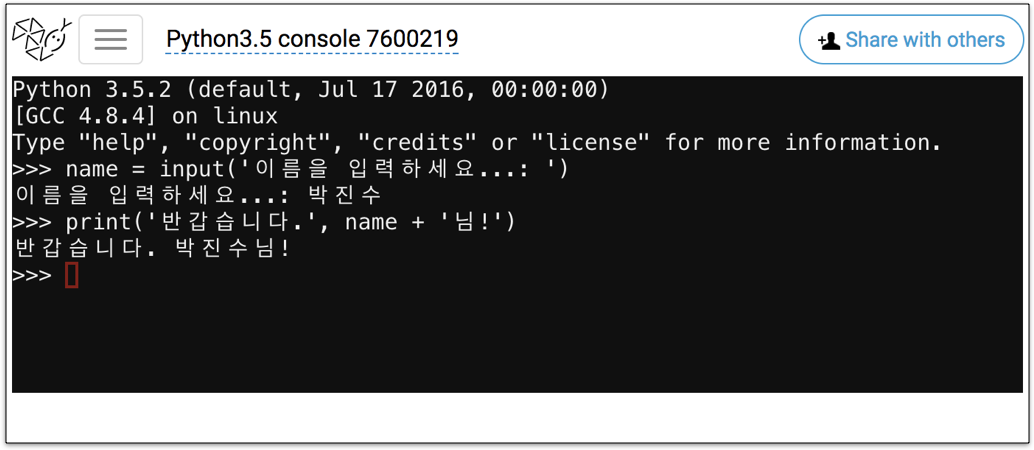 Python3.5 console 7600219
Share with others
Python 3.5.2 (default, Jul 17 2016, 00:00:00)
[GCC 4.8.4] on linux
Type "help", "copyright", "credits" or "license" for more information.
>>> name = input('이름을 입력하세요...: ')
이름을 입력하세요...: 박진수
>>> print('반갑습니다.', name + '님!')
반갑습니다. 박진수님!
>>>